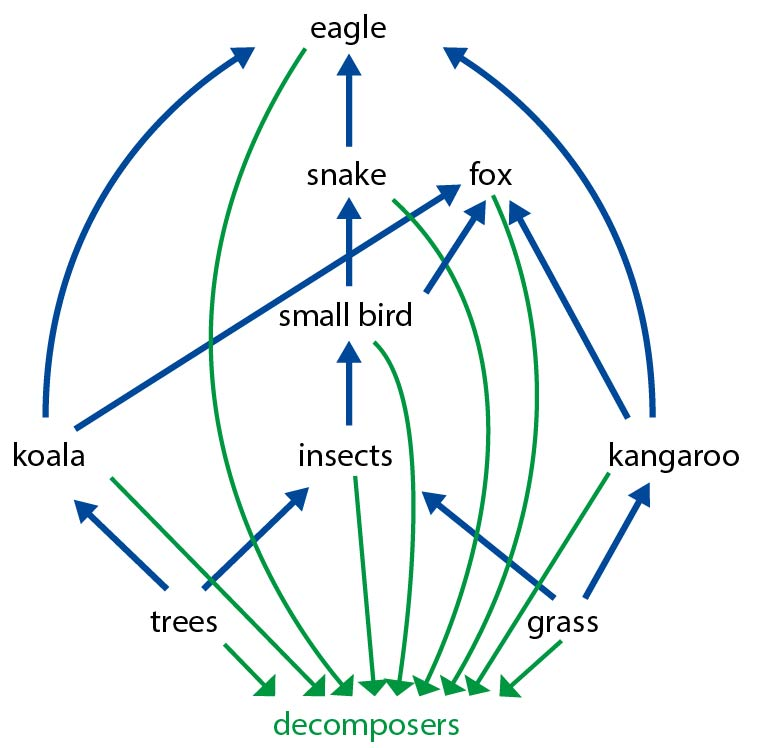 eagle
snake
fox
small bird
koala
insects
kangaroo
trees
grass
decomposers